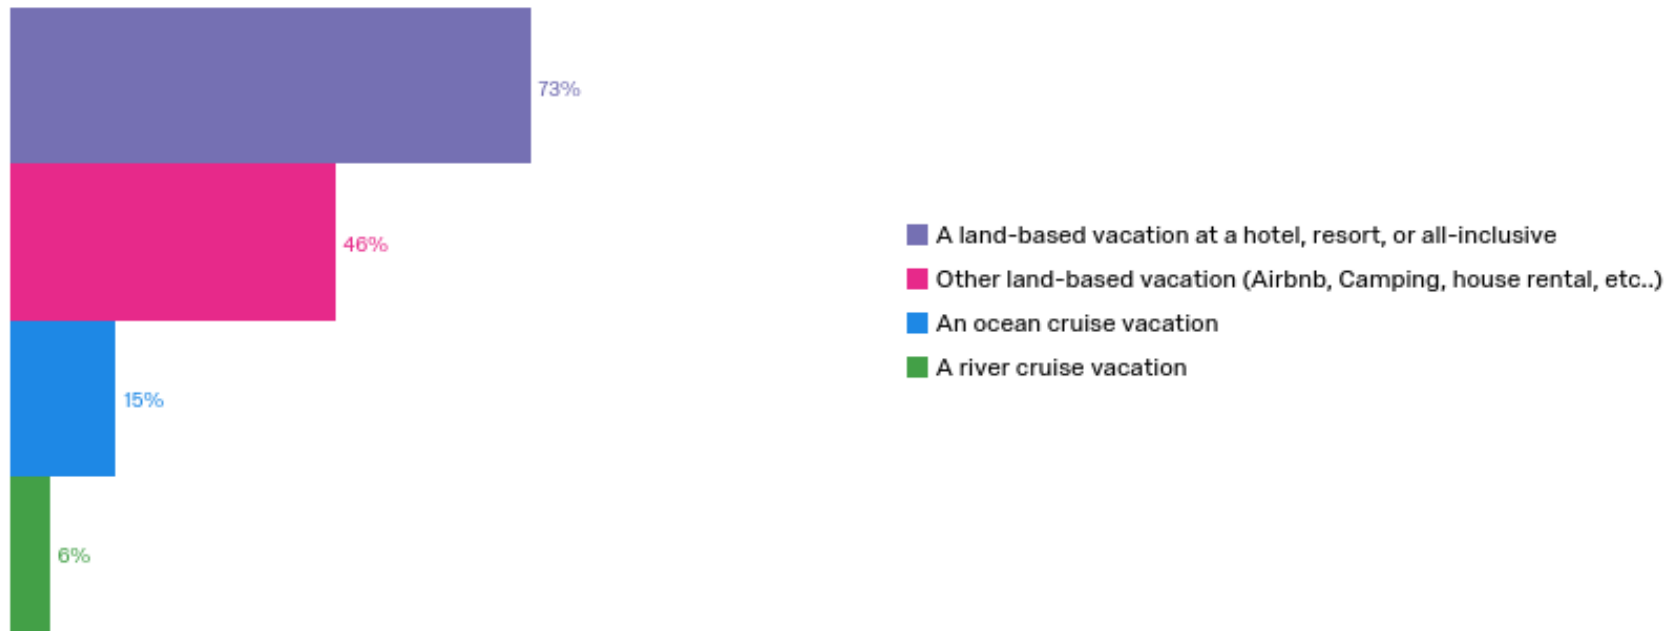 73%
46%
15%
6%
A land-based vacation at a hotel, resort, or all-inclusive
Other land-based vacation (Airbnb, Camping, house rental, etc..)
An ocean cruise vacation
A river cruise vacation